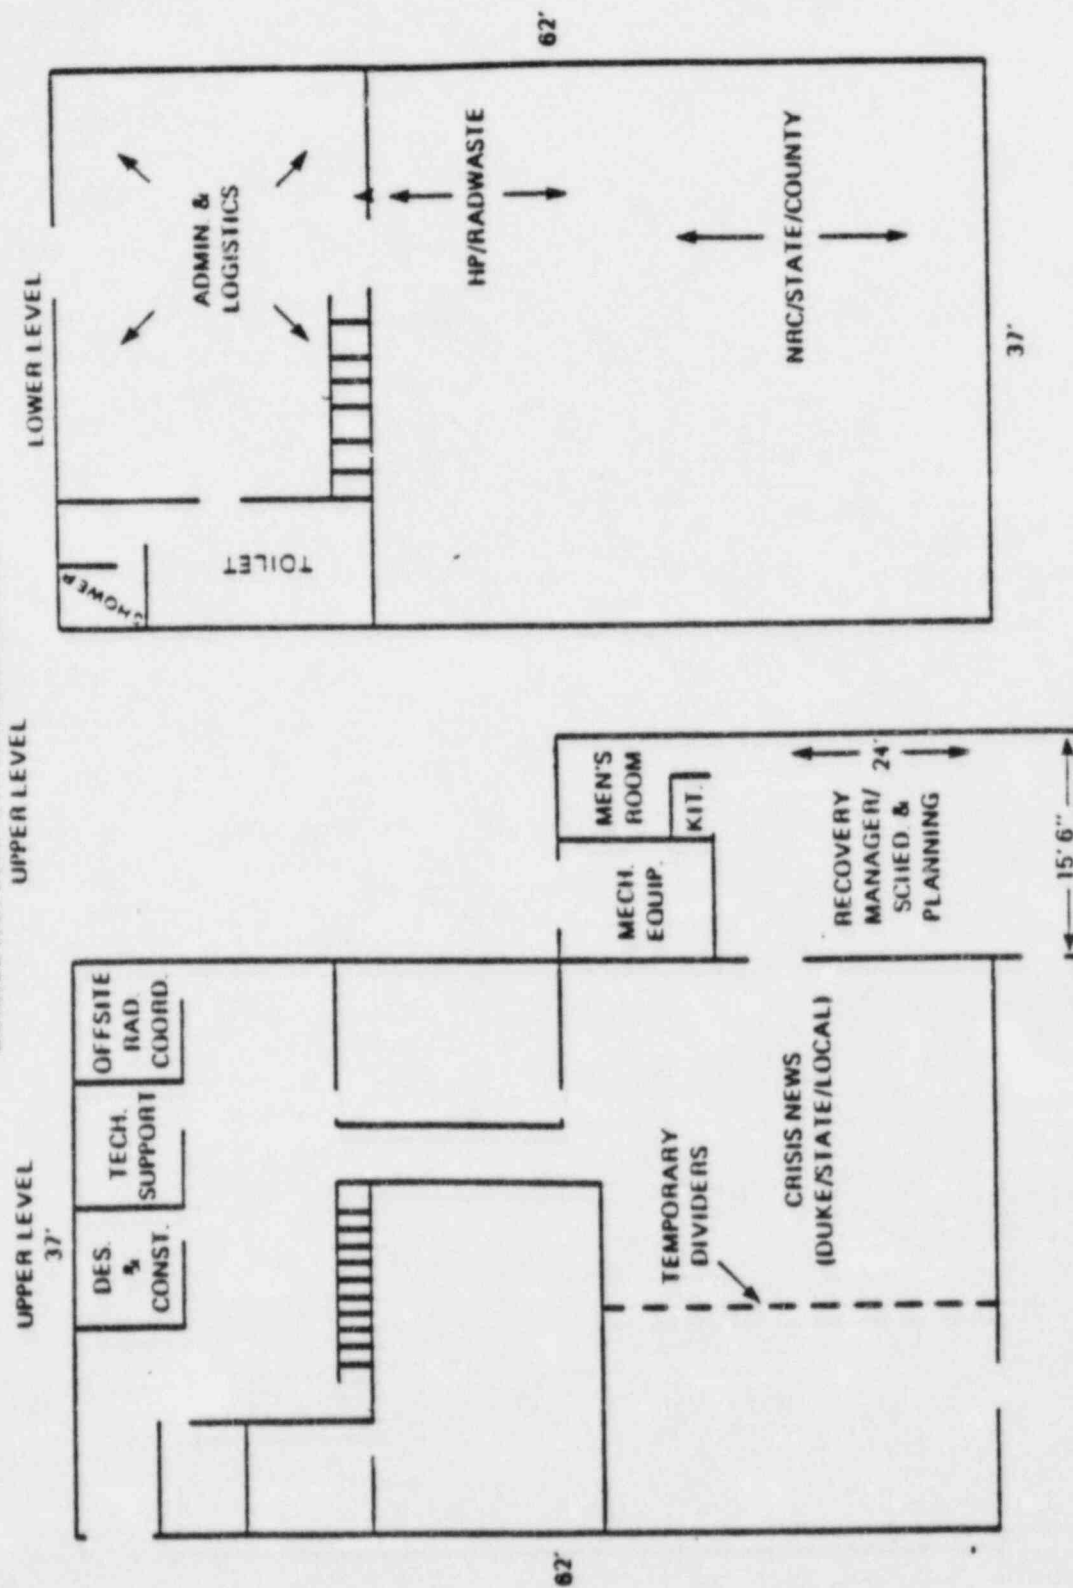 UPPER LEVEL
37'
UPPER LEVEL
LOWER LEVEL
DES.
&
CONST.
TECH.
SUPPORT
OFFSITE
RAD.
COORD.
62'
TEMPORARY
DIVIDERS
CRISIS NEWS
(DUKE/STATE/LOCAL)
MECH.
EQUIP.
MEN'S
ROOM
KIT.
RECOVERY
MANAGER/
SCHED. &
PLANNING
24'
15' 6"
SHOWER
TOILET
ADMIN. &
LOGISTICS
HP/RADWASTE
NRC/STATE/COUNTY
37'
62'